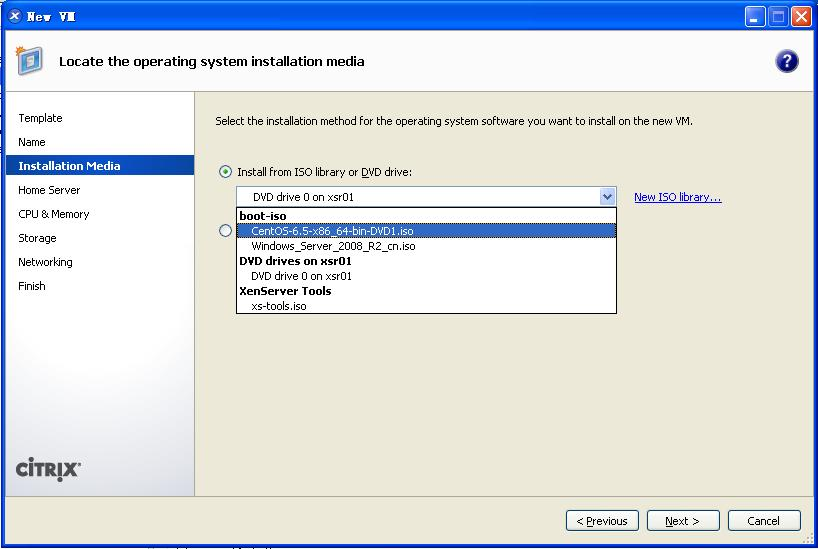 New VM
Locate the operating system installation media
?
Template
Name
Installation Media
Home Server
CPU & Memory
Storage
Networking
Finish
Select the installation method for the operating system software you want to install on the new VM.
Install from ISO library or DVD drive:
DVD drive 0 on xsr01
New ISO library...
boot-iso
CentOS-6.5-x86_64-bin-DVD1.iso
Windows_Server_2008_R2_cn.iso
DVD drives on xsr01
DVD drive 0 on xsr01
XenServer Tools
xs-tools.iso
CITRIX
< Previous
Next >
Cancel